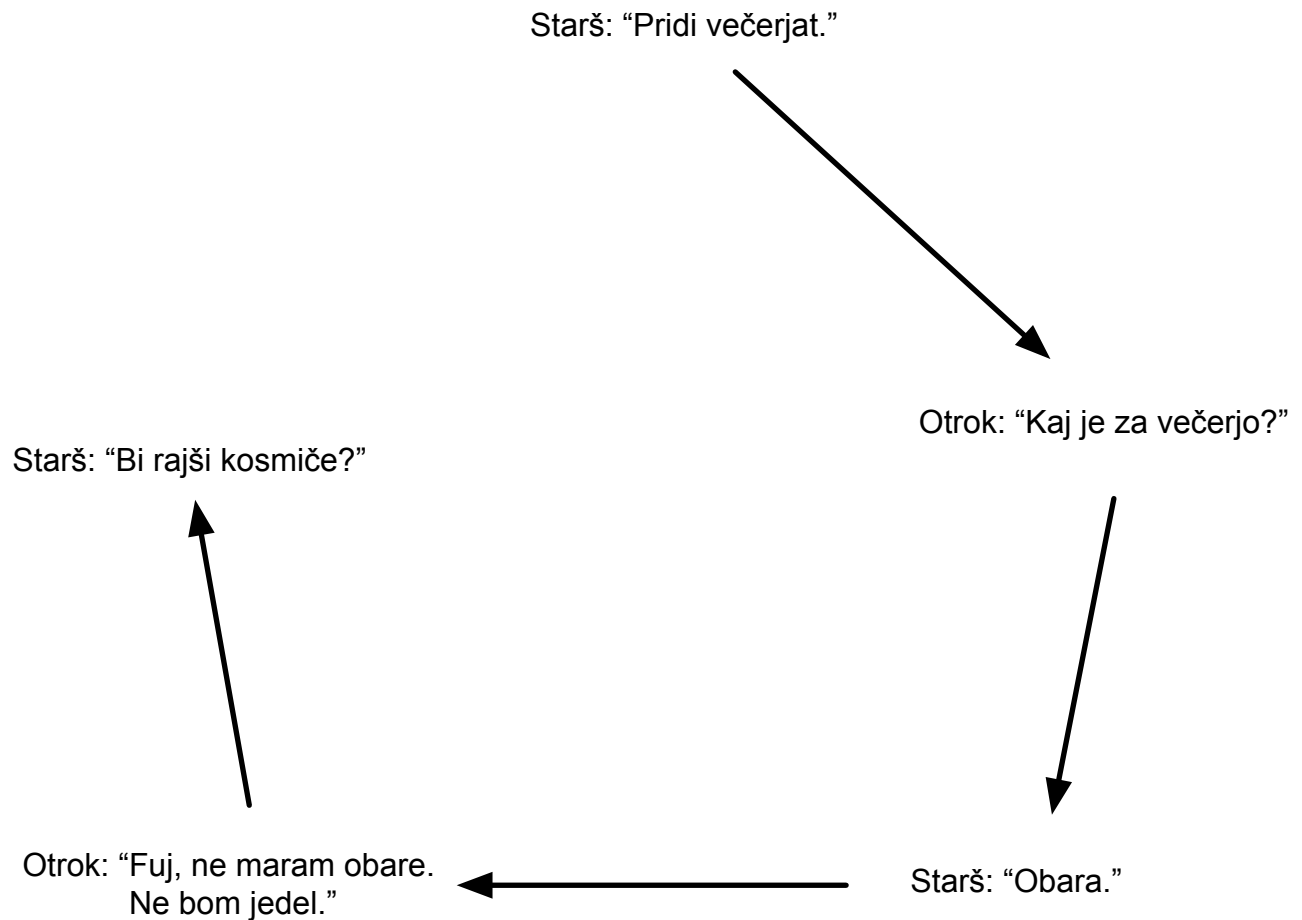 Starš: “Pridi večerjat.”
Otrok: “Kaj je za večerjo?”
Starš: “Obara.”
Otrok: “Fuj, ne maram obare.
Ne bom jedel.”
Starš: “Bi rajši kosmiče?”